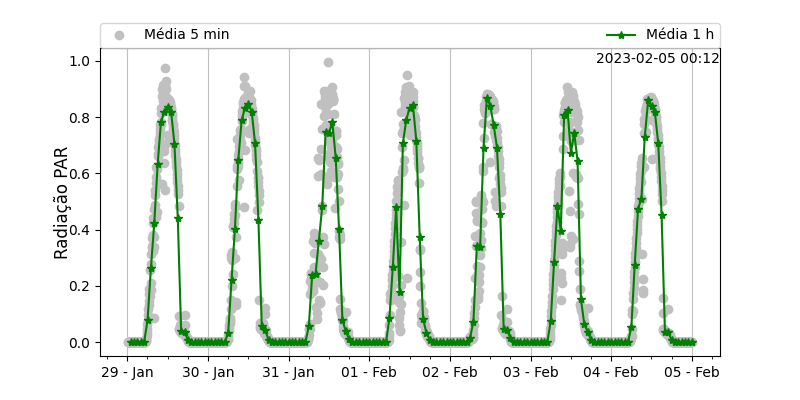 Média 5 min
Média 1 h
2023-02-05 00:12
Radiação PAR
1.0
0.8
0.6
0.4
0.2
0.0
29 - Jan
30 - Jan
31 - Jan
01 - Feb
02 - Feb
03 - Feb
04 - Feb
05 - Feb